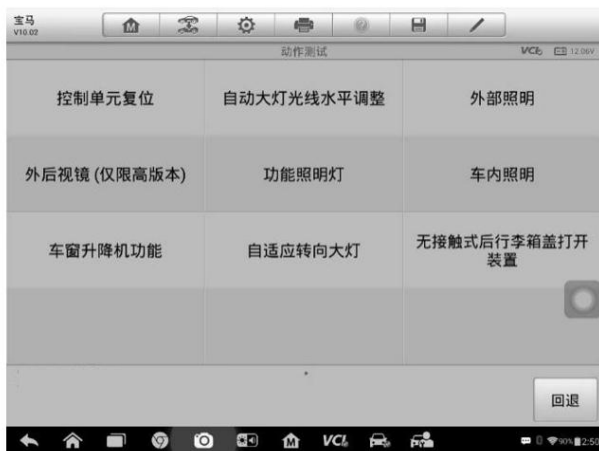 宝马
V10.02
M
动作测试
VCI 12.06V
控制单元复位
自动大灯光线水平调整
外部照明
外后视镜 (仅限高版本)
功能照明灯
车内照明
车窗升降机功能
自适应转向大灯
无接触式后行李箱盖打开
装置
回退
M
VCI
90%
2:50